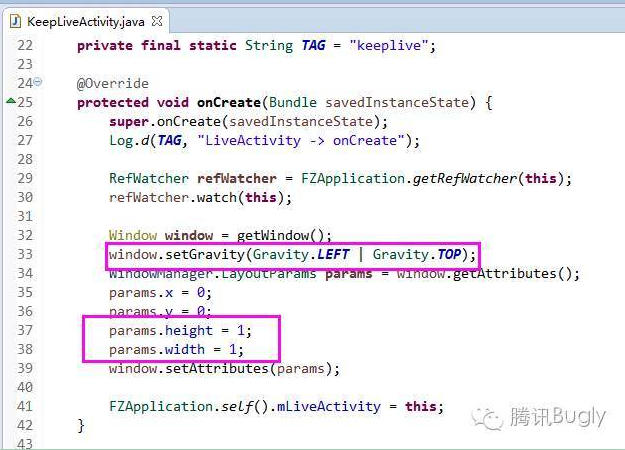 KeepLiveActivity.java
22 private final static String TAG = "keeplive";
23
24 @Override
25 protected void onCreate(Bundle savedInstanceState) {
26 super.onCreate(savedInstanceState);
27 Log.d(TAG, "LiveActivity -> onCreate");
28
29 RefWatcher refWatcher = FZApplication.getRefWatcher(this);
30 refWatcher.watch(this);
31
32 Window window = getWindow();
33 window.setGravity(Gravity.LEFT | Gravity.TOP);
34 WindowManager.LayoutParams params = window.getAttributes();
35 params.x = 0;
36 params.y = 0;
37 params.height = 1;
38 params.width = 1;
39 window.setAttributes(params);
40
41 FZApplication.self().mLiveActivity = this;
42 }
43
腾讯Bugly